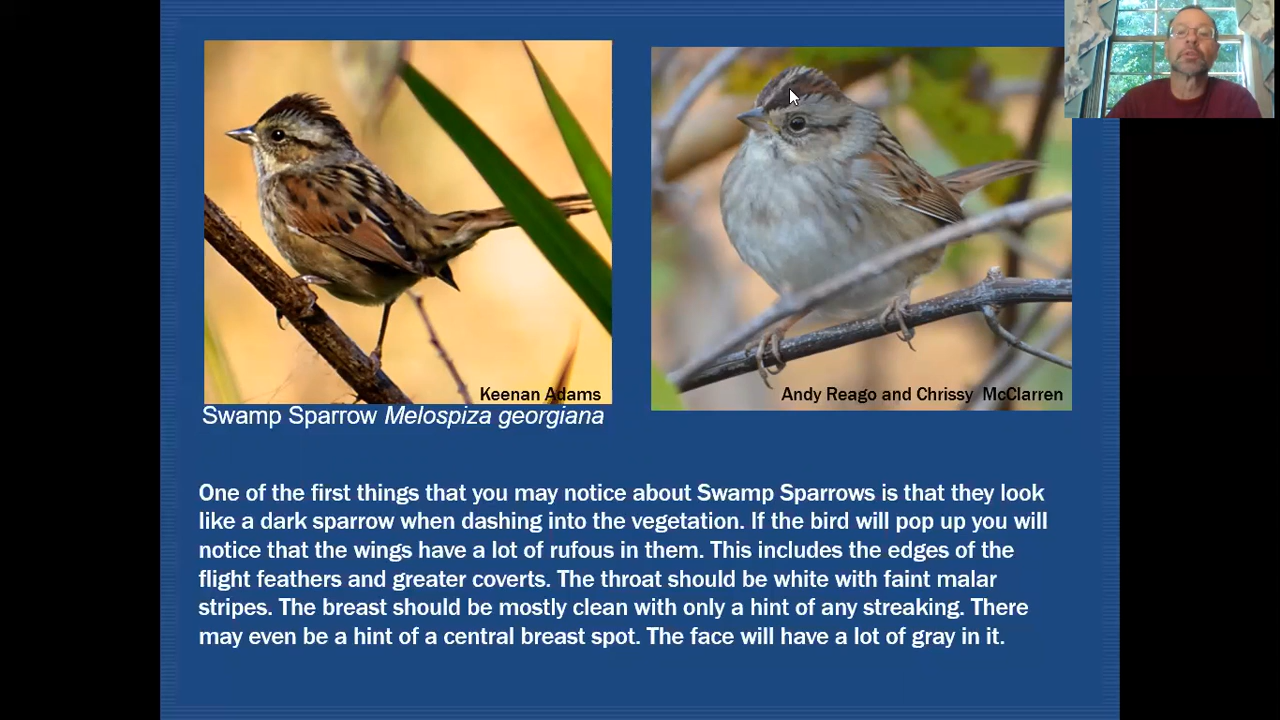 Keenan Adams
Andy Reago and Chrissy McClarren
Swamp Sparrow Melospiza georgiana
One of the first things that you may notice about Swamp Sparrows is that they look
like a dark sparrow when dashing into the vegetation. If the bird will pop up you will
notice that the wings have a lot of rufous in them. This includes the edges of the
flight feathers and greater coverts. The throat should be white with faint malar
stripes. The breast should be mostly clean with only a hint of any streaking. There
may even be a hint of a central breast spot. The face will have a lot of gray in it.